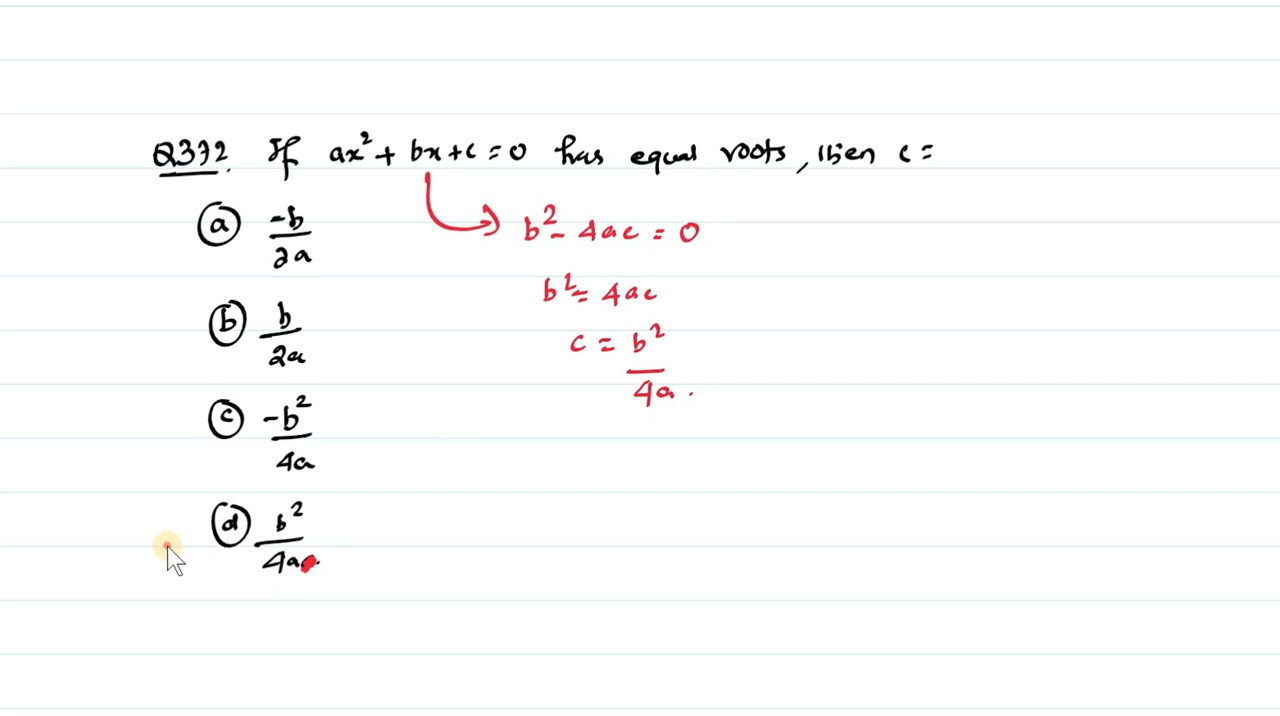 Q372. If ax² + bx + c = 0 has equal roots, then c =
(a) -b/2a
b² - 4ac = 0
(b) b/2a
b² = 4ac
c = b²/4a.
(c) -b²/4a
(d) b²/4a